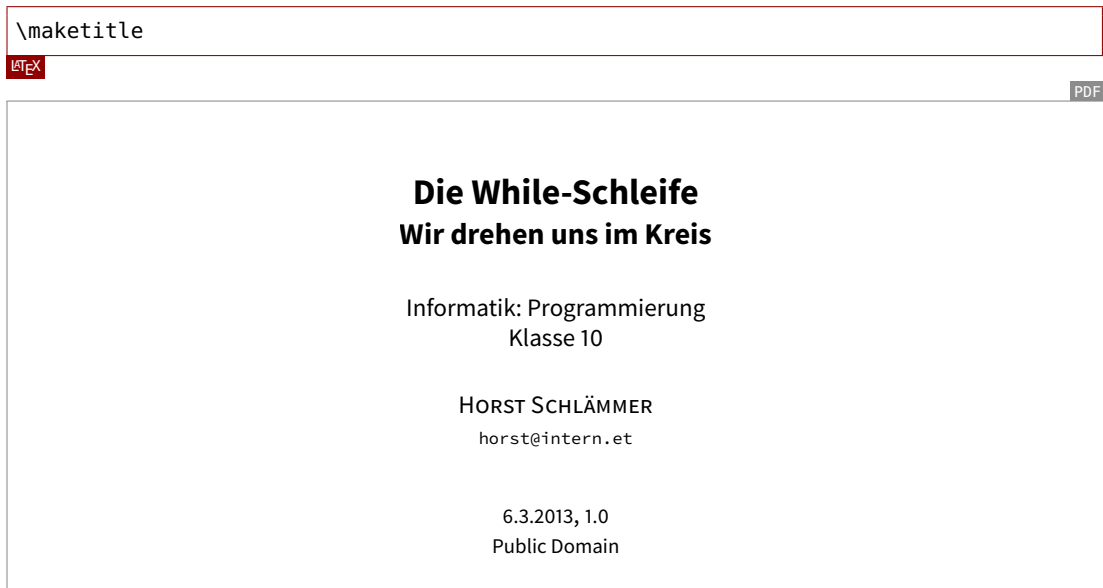 \maketitle
LATEX
PDF
Die While-Schleife
Wir drehen uns im Kreis
Informatik: Programmierung
Klasse 10
HORST SCHLÄMMER
horst@intern.et
6.3.2013, 1.0
Public Domain